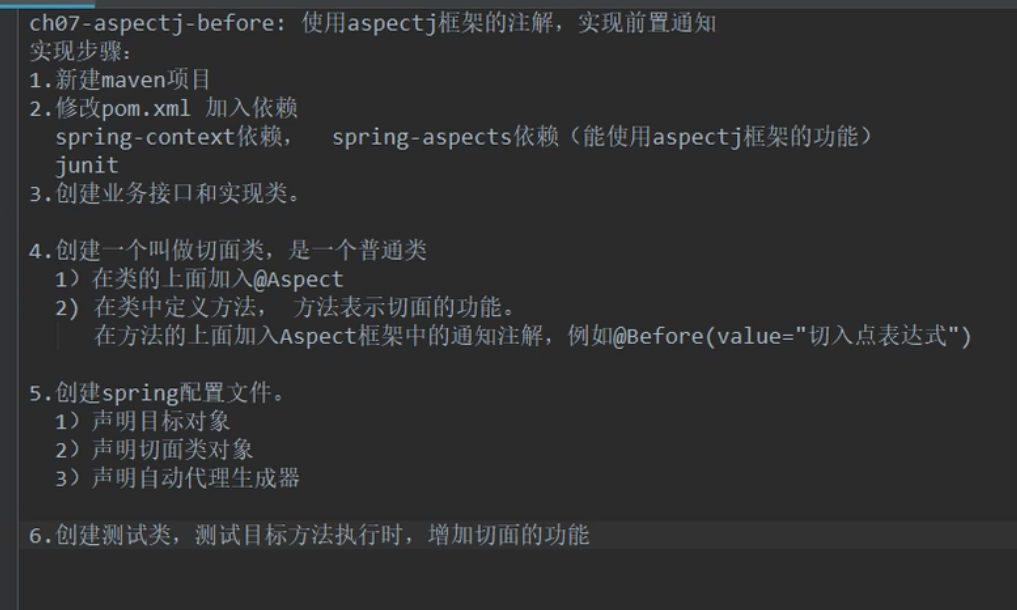 ch07-aspectj-before: 使用aspectj框架的注解，实现前置通知
实现步骤：
1.新建maven项目
2.修改pom.xml 加入依赖
spring-context依赖， spring-aspects依赖（能使用aspectj框架的功能）
junit
3.创建业务接口和实现类。
4.创建一个叫做切面类，是一个普通类
1）在类的上面加入@Aspect
2) 在类中定义方法， 方法表示切面的功能。
在方法的上面加入Aspect框架中的通知注解，例如@Before(value="切入点表达式")
5.创建spring配置文件。
1）声明目标对象
2）声明切面类对象
3）声明自动代理生成器
6.创建测试类，测试目标方法执行时，增加切面的功能